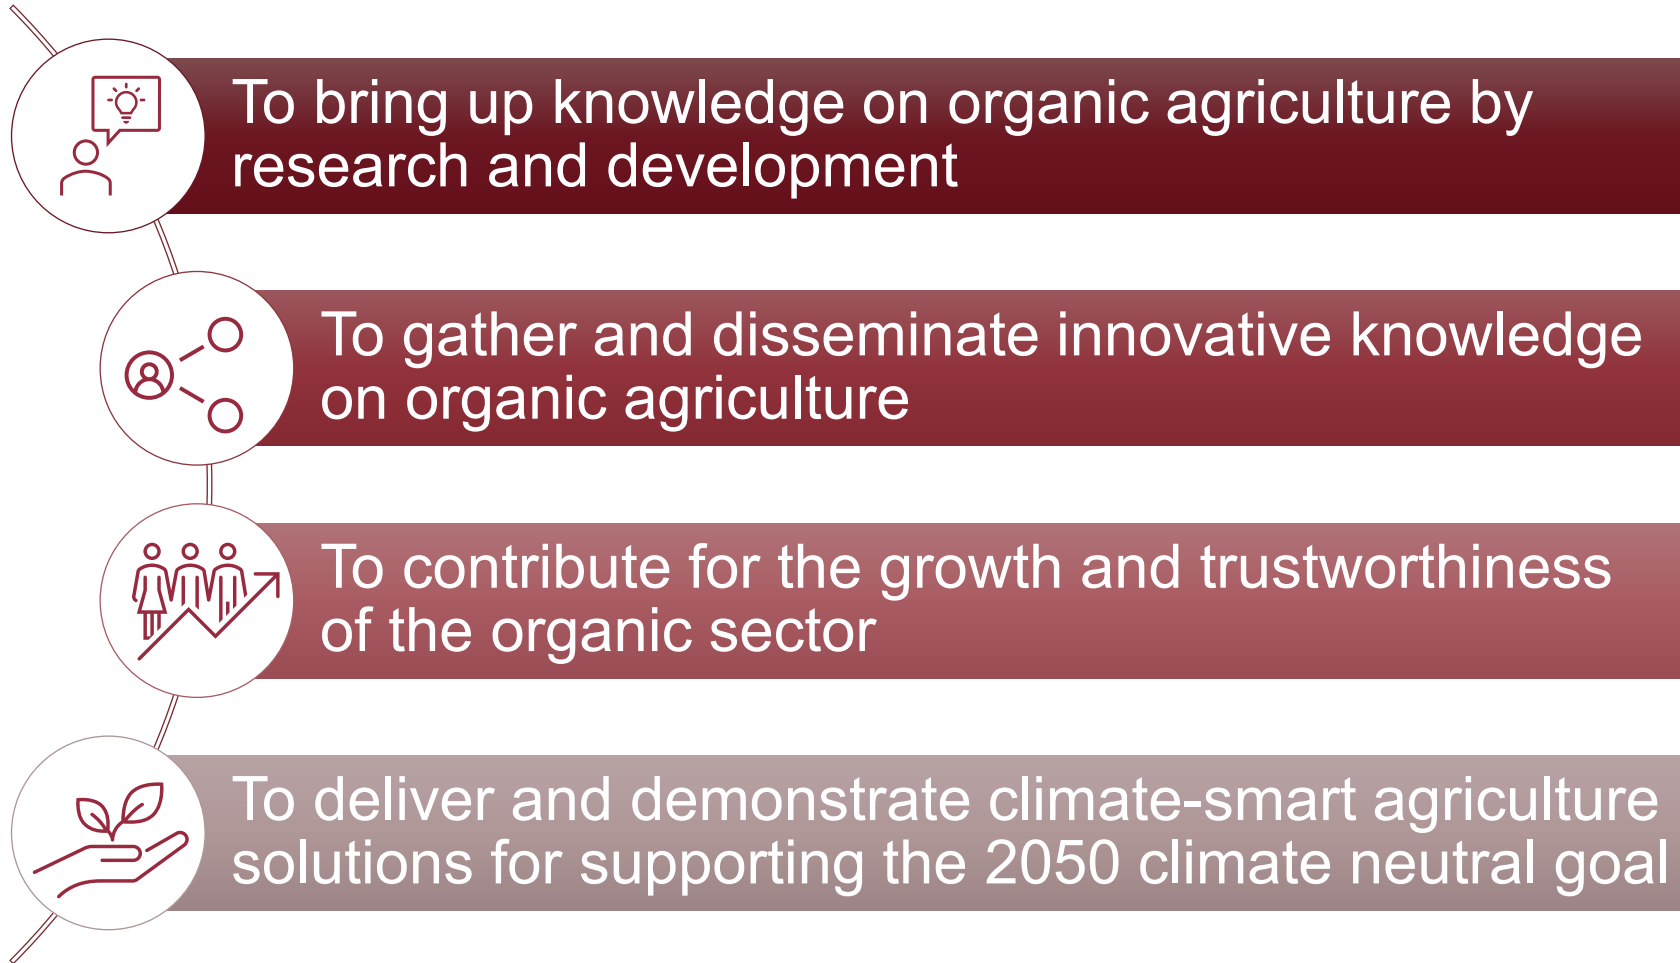 To bring up knowledge on organic agriculture by
research and development
To gather and disseminate innovative knowledge
on organic agriculture
To contribute for the growth and trustworthiness
of the organic sector
To deliver and demonstrate climate-smart agriculture
solutions for supporting the 2050 climate neutral goal